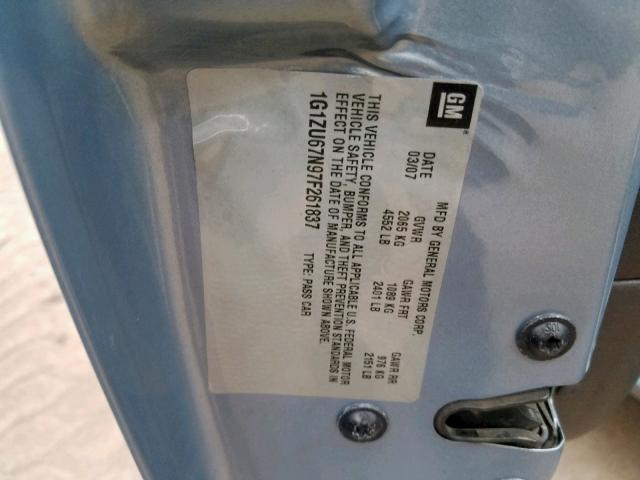 GM
MFD BY GENERAL MOTORS CORP.
DATE GVWR GAWR FRT GAWR RR
03/07 2065 KG 1089 KG 976 KG
4552 LB 2401 LB 2151 LB
THIS VEHICLE CONFORMS TO ALL APPLICABLE U.S. FEDERAL MOTOR
VEHICLE SAFETY, BUMPER, AND THEFT PREVENTION STANDARDS IN
EFFECT ON THE DATE OF MANUFACTURE SHOWN ABOVE.
1G1ZU67N97F261837 TYPE: PASS CAR